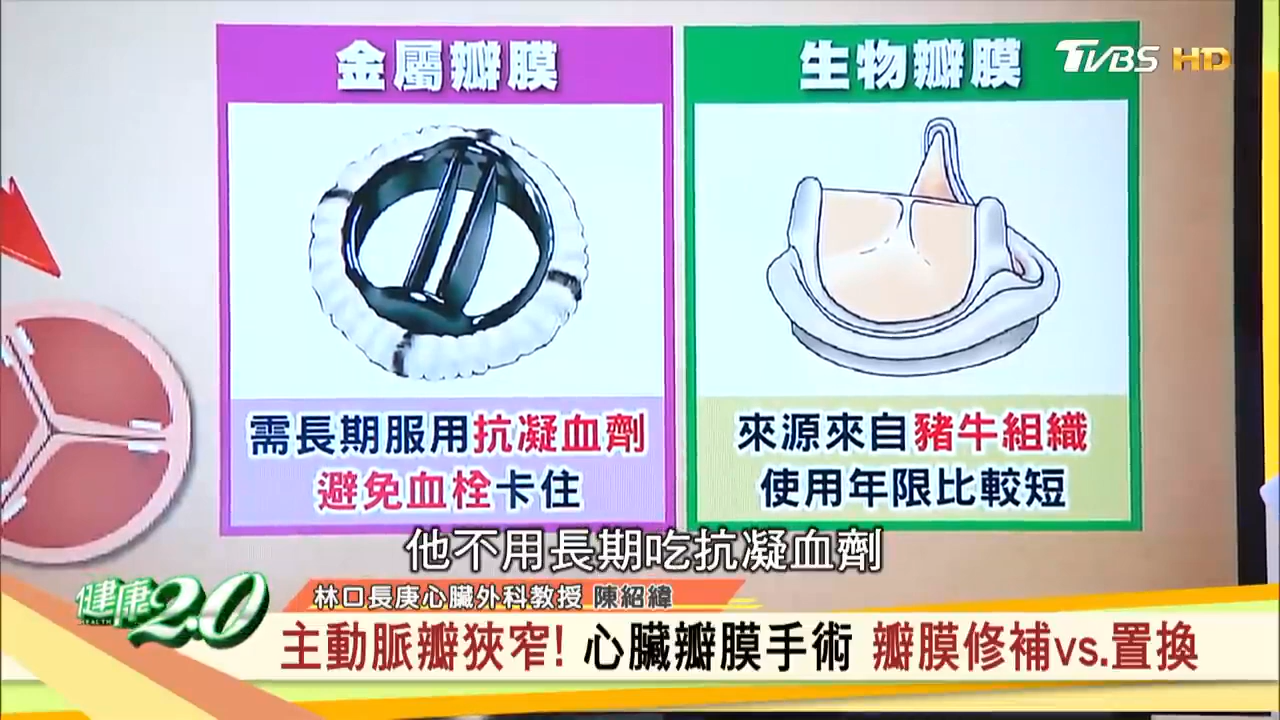 金屬瓣膜
生物瓣膜
TVBS HD
需長期服用抗凝血劑
避免血栓卡住
來源來自豬牛組織
使用年限比較短
他不用長期吃抗凝血劑
健康2.0
HEALTH
林口長庚心臟外科教授 陳紹緯
主動脈瓣狹窄! 心臟瓣膜手術 瓣膜修補vs.置換